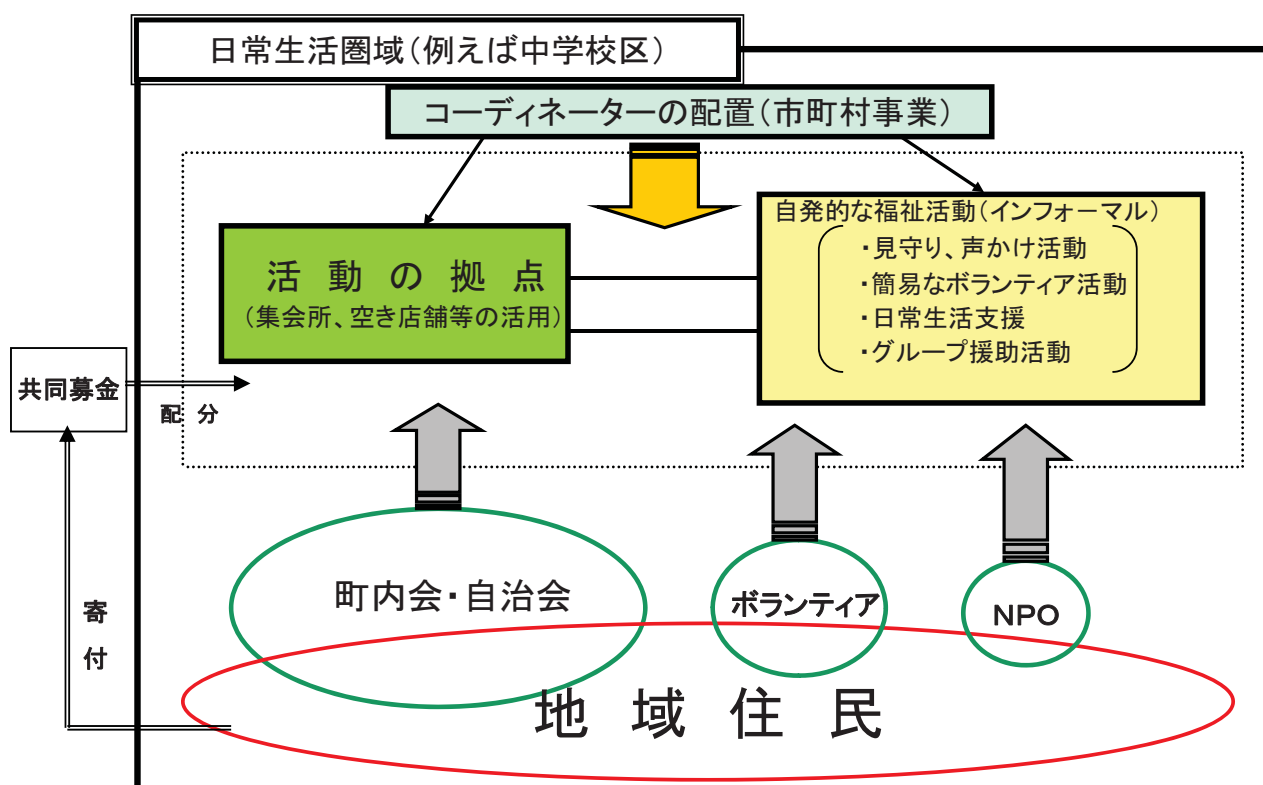 日常生活圏域(例えば中学校区)
コーディネーターの配置(市町村事業)
自発的な福祉活動(インフォーマル)
・見守り、声かけ活動
・簡易なボランティア活動
・日常生活支援
・グループ援助活動
活動の拠点
(集会所、空き店舗等の活用)
共同募金
配分
寄付
町内会・自治会
ボランティア
NPO
地域住民